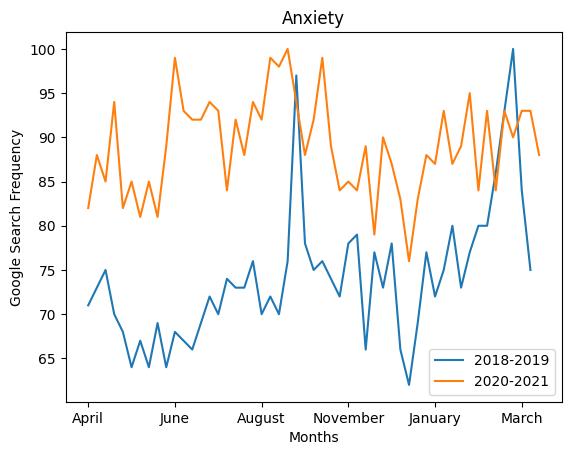 Anxiety
100
95
90
85
80
75
70
65
Google Search Frequency
2018-2019
2020-2021
April June August November January March
Months